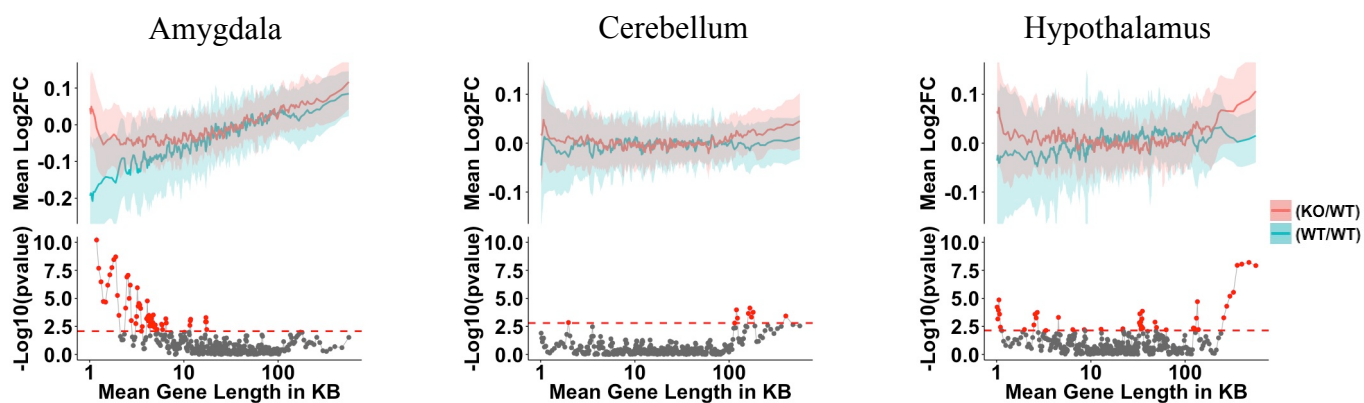 Amygdala
Mean Log2FC
0.1
0.0
-0.1
-0.2
-Log10(pvalue)
10.0
7.5
5.0
2.5
0.0
1
10
100
Mean Gene Length in KB
Cerebellum
Mean Log2FC
0.1
0.0
-0.1
-Log10(pvalue)
10.0
7.5
5.0
2.5
0.0
1
10
100
Mean Gene Length in KB
Hypothalamus
Mean Log2FC
0.1
0.0
-0.1
-Log10(pvalue)
10.0
7.5
5.0
2.5
0.0
1
10
100
Mean Gene Length in KB
(KO/WT)
(WT/WT)